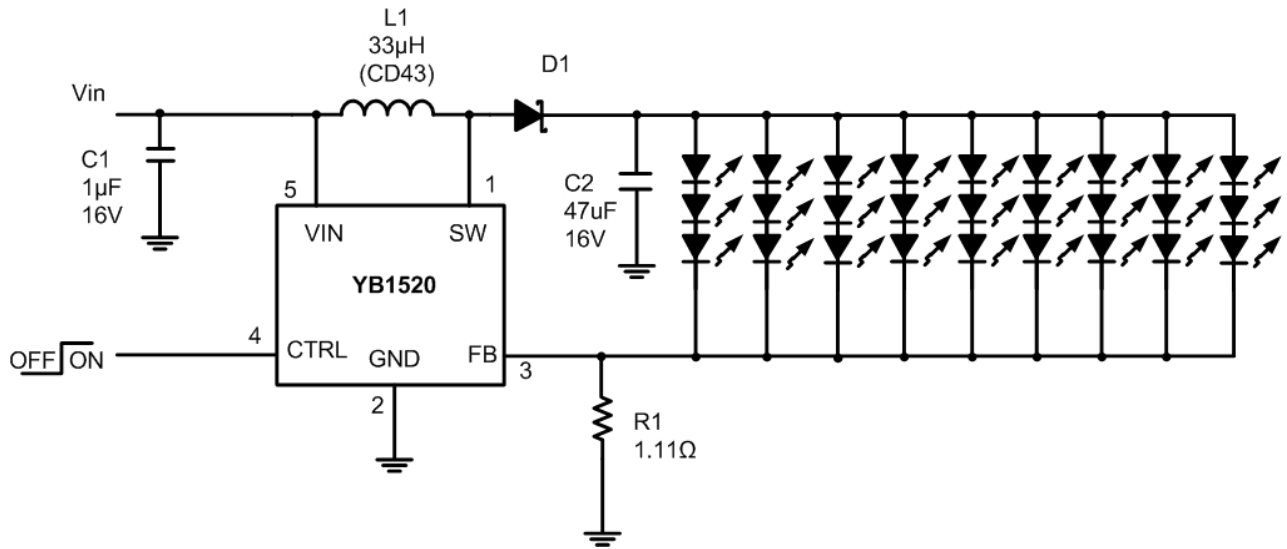 L1
33µH
(CD43)
D1
Vin
C1
1µF
16V
5
1
C2
47uF
16V
VIN
SW
YB1520
4
CTRL
GND
FB
3
OFF
ON
2
R1
1.11Ω